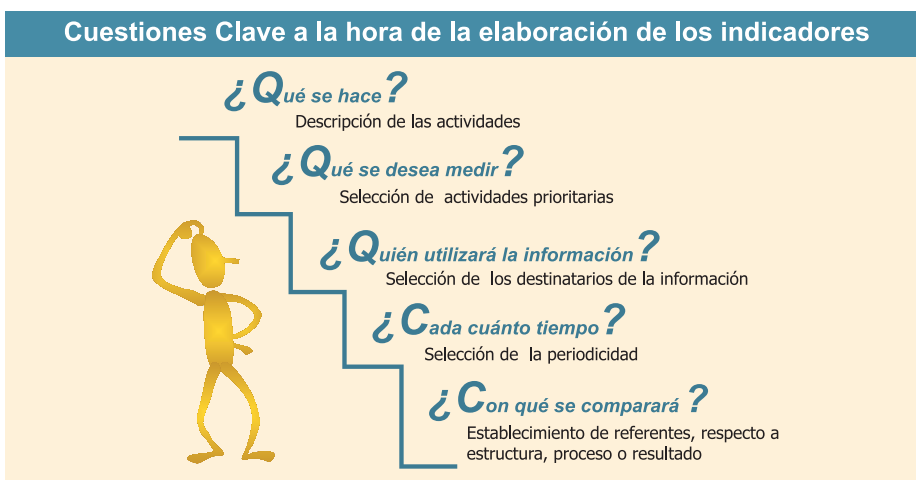 Cuestiones Clave a la hora de la elaboración de los indicadores
¿Qué se hace?
Descripción de las actividades
¿Qué se desea medir?
Selección de actividades prioritarias
¿Quién utilizará la información?
Selección de los destinatarios de la información
¿Cada cuánto tiempo?
Selección de la periodicidad
¿Con qué se comparará ?
Establecimiento de referentes, respecto a
estructura, proceso o resultado